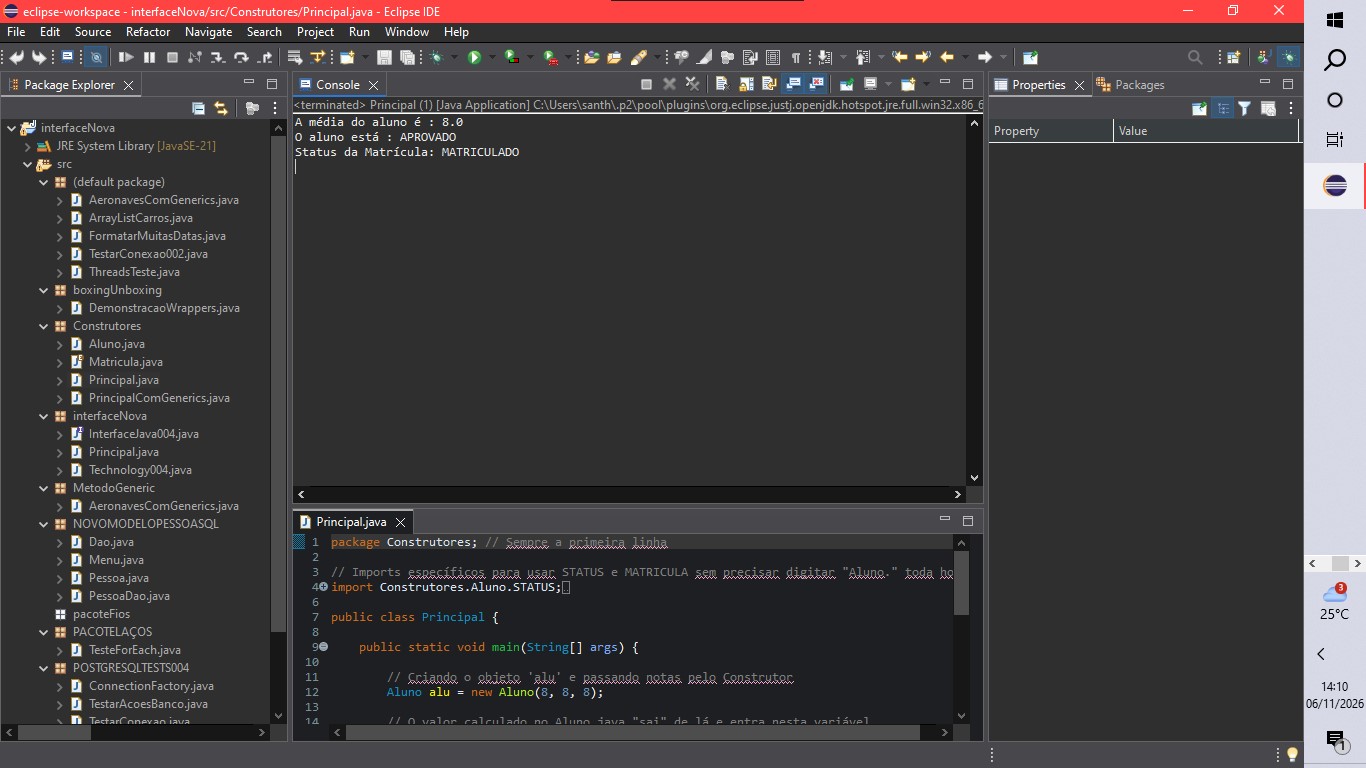 eclipse-workspace - interfaceNova/src/Construtores/Principal.java - Eclipse IDE
File Edit Source Refactor Navigate Search Project Run Window Help
Package Explorer
interfaceNova
JRE System Library [JavaSE-21]
src
(default package)
AeronavesComGenerics.java
ArrayListCarros.java
FormatarMuitasDatas.java
TestarConexao002.java
ThreadsTeste.java
boxingUnboxing
DemonstracaoWrappers.java
Construtores
Aluno.java
Matricula.java
Principal.java
PrincipalComGenerics.java
interfaceNova
InterfaceJava004.java
Principal.java
Technology004.java
MetodoGeneric
AeronavesComGenerics.java
NOVOMODELOPESSOASQL
Dao.java
Menu.java
Pessoa.java
PessoaDao.java
pacoteFios
PACOTELAÇOS
TesteForEach.java
POSTGRESQLTESTS004
ConnectionFactory.java
TestarAcoesBanco.java
TestarConexao.java
Console
<terminated> Principal (1) [Java Application] C:\Users\santh\.p2\pool\plugins\org.eclipse.justj.openjdk.hotspot.jre.full.win32.x86_6
A média do aluno é : 8.0
O aluno está : APROVADO
Status da Matrícula: MATRICULADO
Principal.java
1 package Construtores; // Sempre a primeira linha
2
3 // Imports específicos para usar STATUS e MATRICULA sem precisar digitar "Aluno." toda ho
4 import Construtores.Aluno.STATUS;
6
7 public class Principal {
8
9 public static void main(String[] args) {
10
11 // Criando o objeto 'alu' e passando notas pelo Construtor
12 Aluno alu = new Aluno(8, 8, 8);
13
14 // O valor calculado no Aluno.java "sai" de lá e entra nesta variável
Properties Packages
Property Value
3
25°C
14:10
06/11/2026
1